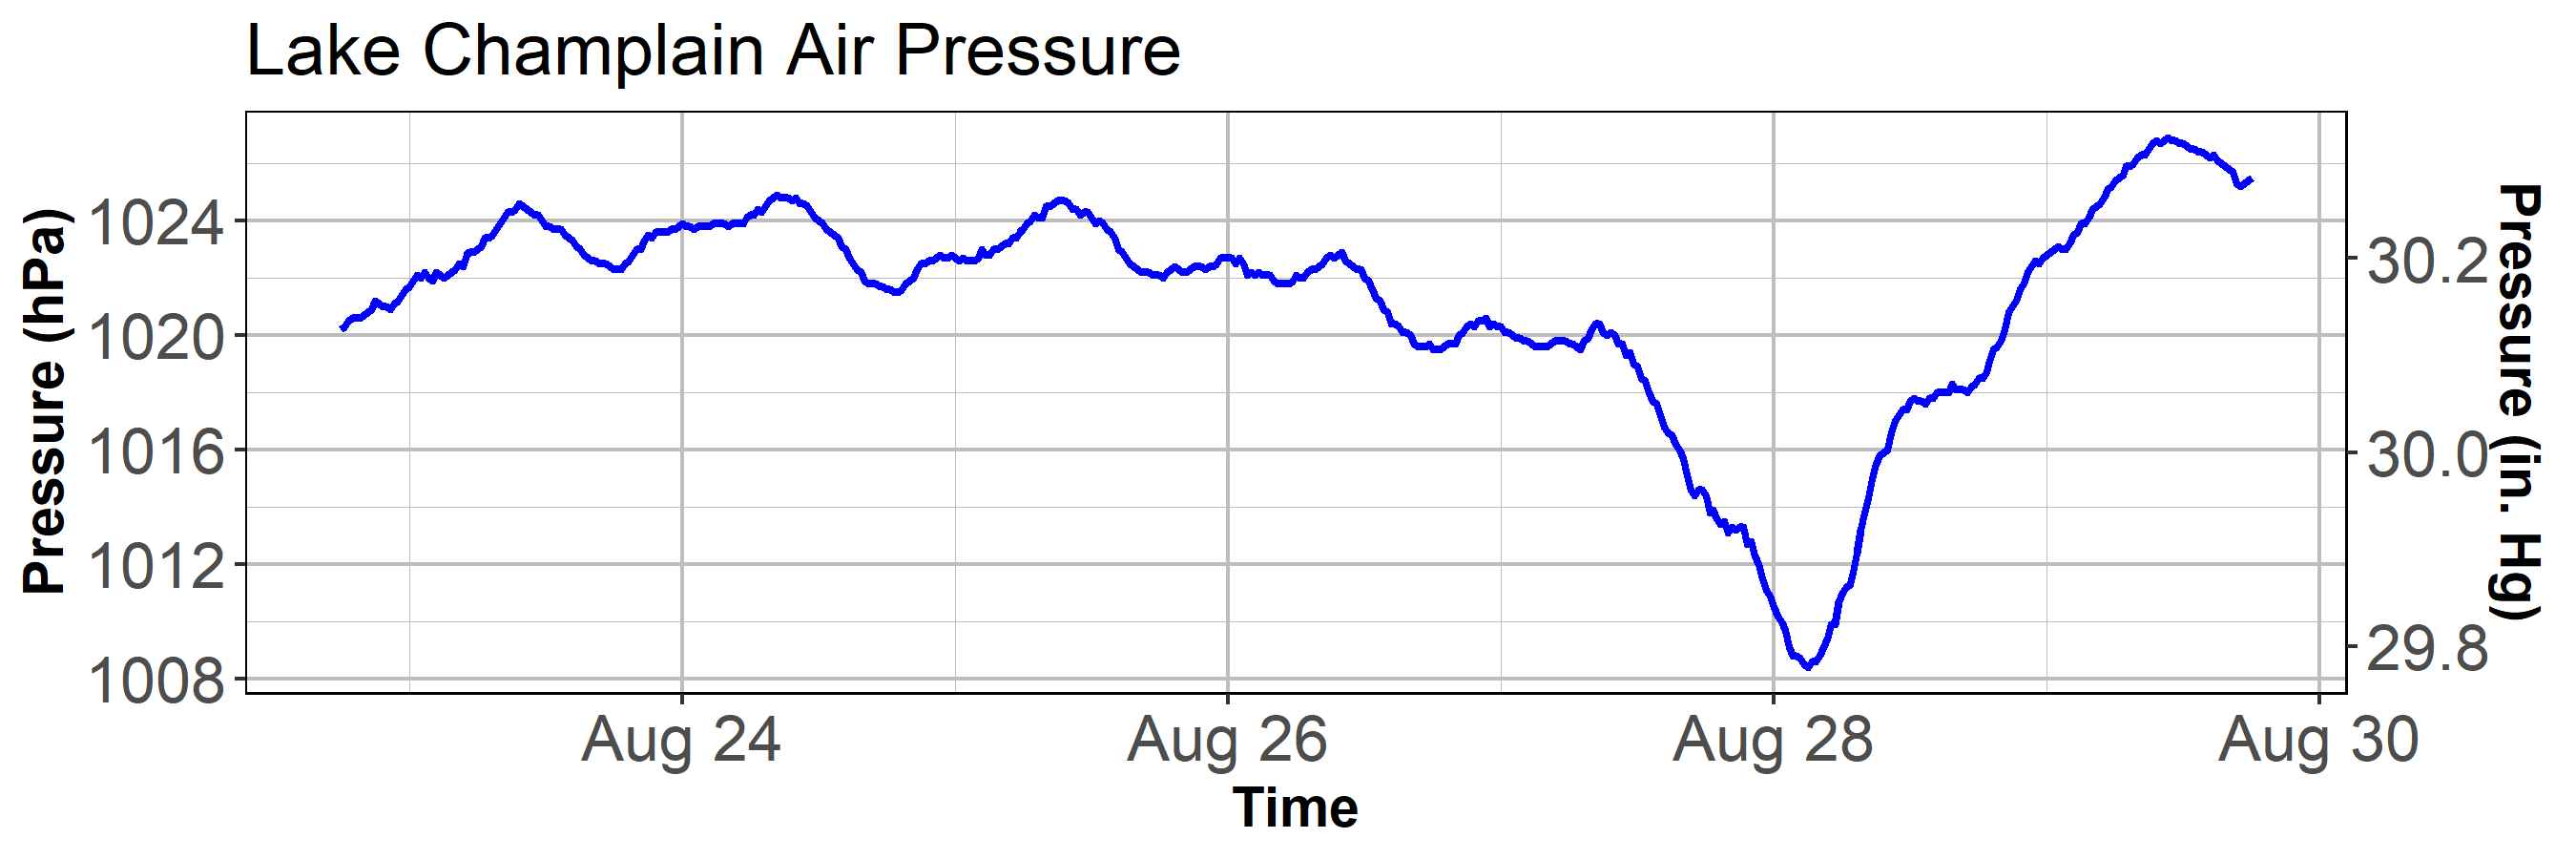 Lake Champlain Air Pressure
Pressure (hPa)
1024
1020
1016
1012
1008
30.2
30.0
29.8
Pressure (in. Hg)
Aug 24
Aug 26
Aug 28
Aug 30
Time